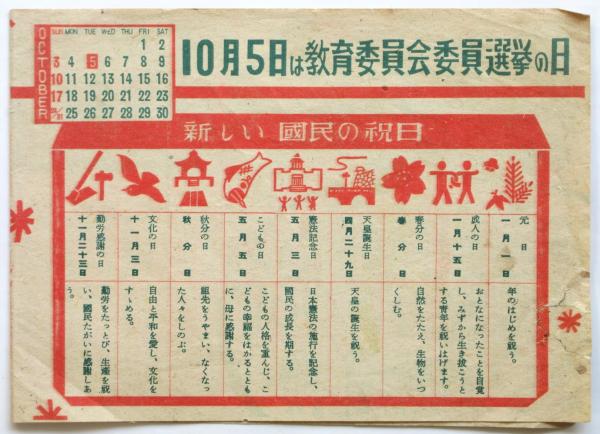 OCTOBER
SUN MON TUE WED THU FRI SAT
1 2
3 4 5 6 7 8 9
10 11 12 13 14 15 16
17 18 19 20 21 22 23
24/31 25 26 27 28 29 30
10月5日は教育委員会委員選挙の日
新しい 國民の祝日
元日
一月一日
年のはじめを祝う。
成人の日
一月十五日
おとなになったことを自覚
し、みずから生き拔こうと
する青年を祝いはげます。
春分の日
春分日
自然をたたえ、生物をいつ
くしむ。
天皇誕生日
四月二十九日
天皇の誕生を祝う。
憲法記念日
五月三日
日本憲法の施行を記念し、
國民の成長を期する。
こどもの日
五月五日
こどもの人格を重んじ、こ
どもの幸福をはかるととも
に、母に感謝する。
秋分の日
秋分日
祖先をうやまい、なくなっ
た人々をしのぶ。
文化の日
十一月三日
自由と平和を愛し、文化を
すゝめる。
勤労感謝の日
十一月二十三日
勤労をたっとび、生産を祝
い、國民たがいに感謝しあ
う。